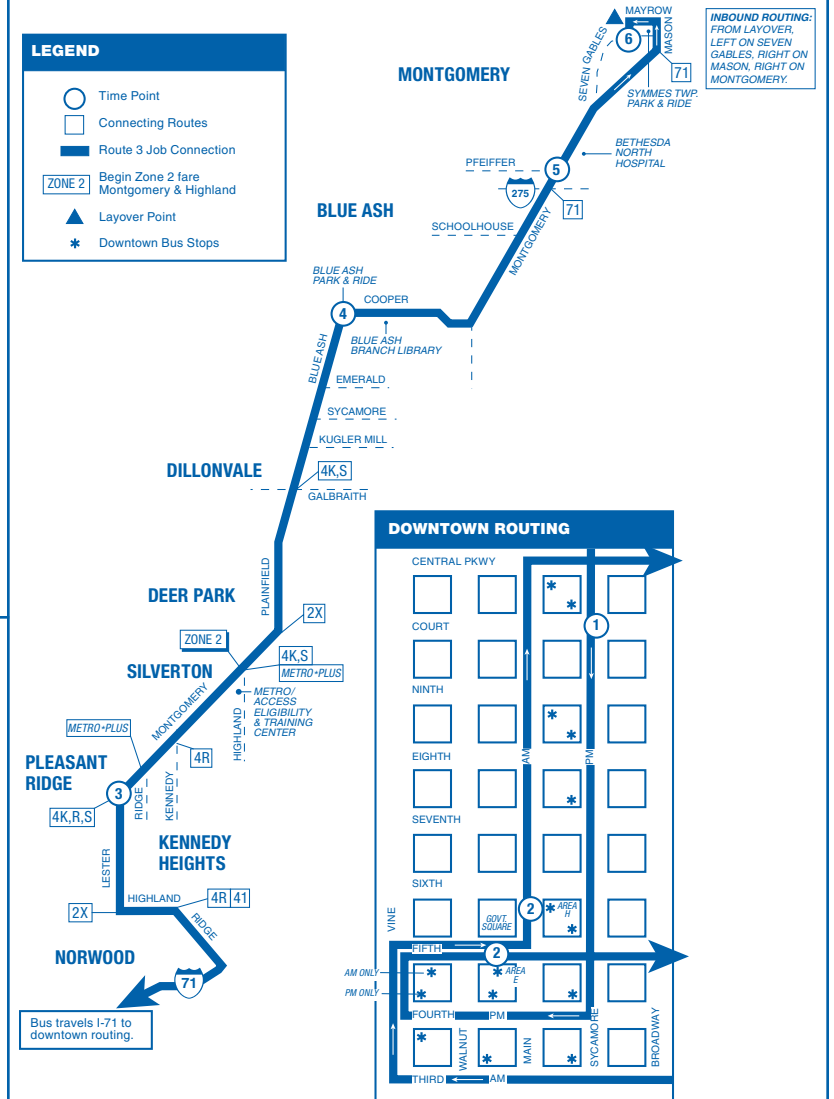 LEGEND
Time Point
Connecting Routes
Route 3 Job Connection
ZONE 2
Begin Zone 2 fare
Montgomery & Highland
Layover Point
Downtown Bus Stops
MAYROW
MASON
SEVEN GABLES
6
71
SYMMES TWP.
PARK & RIDE
INBOUND ROUTING:
FROM LAYOVER,
LEFT ON SEVEN
GABLES, RIGHT ON
MASON, RIGHT ON
MONTGOMERY.
MONTGOMERY
BETHESDA
NORTH
HOSPITAL
PFEIFFER
5
275
71
BLUE ASH
SCHOOLHOUSE
MONTGOMERY
BLUE ASH
PARK & RIDE
COOPER
4
BLUE ASH
BRANCH LIBRARY
BLUE ASH
EMERALD
SYCAMORE
KUGLER MILL
DILLONVALE
4K,S
GALBRAITH
PLAINFIELD
DEER PARK
2X
ZONE 2
SILVERTON
4K,S
METRO•PLUS
METRO/
ACCESS
ELIGIBILITY
& TRAINING
CENTER
HIGHLAND
MONTGOMERY
METRO•PLUS
4R
PLEASANT
RIDGE
3
RIDGE
KENNEDY
4K,R,S
KENNEDY
HEIGHTS
LESTER
HIGHLAND
4R 41
2X
RIDGE
NORWOOD
71
Bus travels I-71 to
downtown routing.
DOWNTOWN ROUTING
CENTRAL PKWY
COURT
1
NINTH
EIGHTH
AM
PM
SEVENTH
SIXTH
VINE
GOVT.
SQUARE
2
AREA
H
FIFTH
2
AM ONLY
AREA
E
PM ONLY
FOURTH
PM
WALNUT
MAIN
SYCAMORE
BROADWAY
THIRD
AM